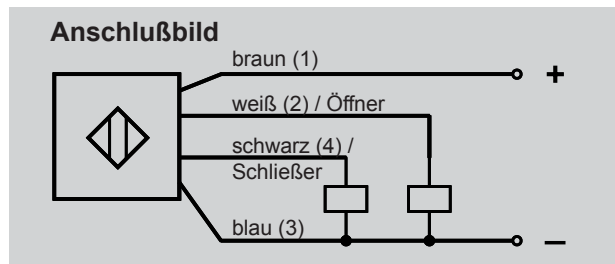 Anschlußbild
braun (1)
+
weiß (2) / Öffner
schwarz (4) /
Schließer
blau (3)
–